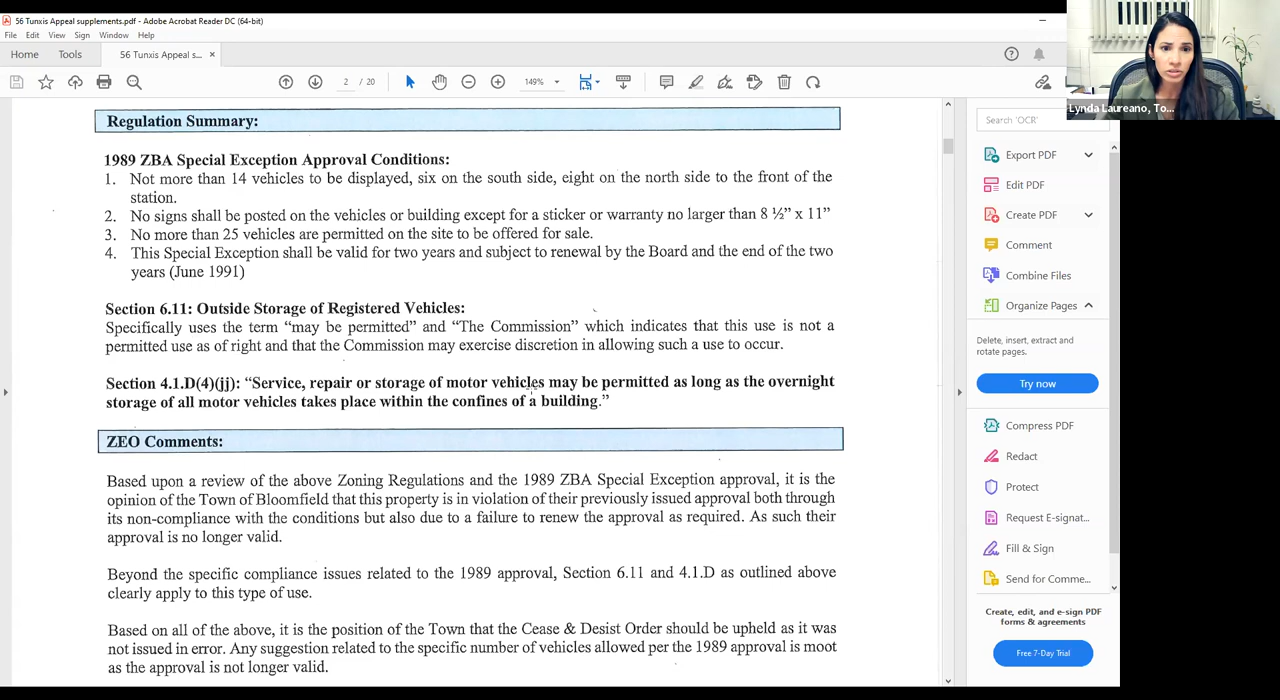 56 Tunxis Appeal supplements.pdf - Adobe Acrobat Reader DC (64-bit)
File Edit View Sign Window Help
Home Tools 56 Tunxis Appeal s... ×
2 / 20 149%
Lynda Laureano, To...
Regulation Summary:
1989 ZBA Special Exception Approval Conditions:
1. Not more than 14 vehicles to be displayed, six on the south side, eight on the north side to the front of the
station.
2. No signs shall be posted on the vehicles or building except for a sticker or warranty no larger than 8 ½” x 11”
3. No more than 25 vehicles are permitted on the site to be offered for sale.
4. This Special Exception shall be valid for two years and subject to renewal by the Board and the end of the two
years (June 1991)
Section 6.11: Outside Storage of Registered Vehicles:
Specifically uses the term “may be permitted” and “The Commission” which indicates that this use is not a
permitted use as of right and that the Commission may exercise discretion in allowing such a use to occur.
Section 4.1.D(4)(jj): “Service, repair or storage of motor vehicles may be permitted as long as the overnight
storage of all motor vehicles takes place within the confines of a building.”
ZEO Comments:
Based upon a review of the above Zoning Regulations and the 1989 ZBA Special Exception approval, it is the
opinion of the Town of Bloomfield that this property is in violation of their previously issued approval both through
its non-compliance with the conditions but also due to a failure to renew the approval as required. As such their
approval is no longer valid.
Beyond the specific compliance issues related to the 1989 approval, Section 6.11 and 4.1.D as outlined above
clearly apply to this type of use.
Based on all of the above, it is the position of the Town that the Cease & Desist Order should be upheld as it was
not issued in error. Any suggestion related to the specific number of vehicles allowed per the 1989 approval is moot
as the approval is not longer valid.
Search 'OCR'
Export PDF
Edit PDF
Create PDF
Comment
Combine Files
Organize Pages
Delete, insert, extract and
rotate pages.
Try now
Compress PDF
Redact
Protect
Request E-signat...
Fill & Sign
Send for Comme...
Create, edit, and e-sign PDF
forms & agreements
Free 7-Day Trial